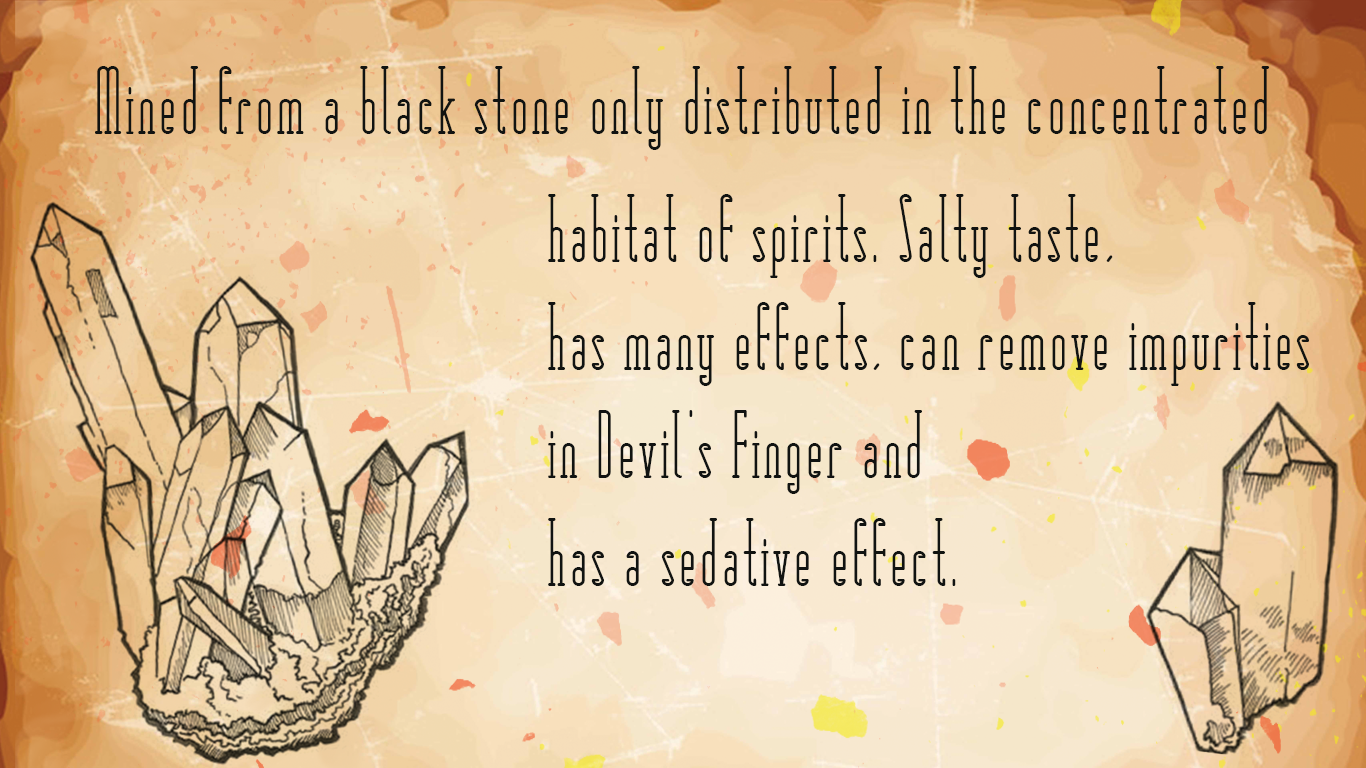 Mined from a black stone only distributed in the concentrated
habitat of spirits. Salty taste,
has many effects, can remove impurities
in Devil's Finger and
has a sedative effect.